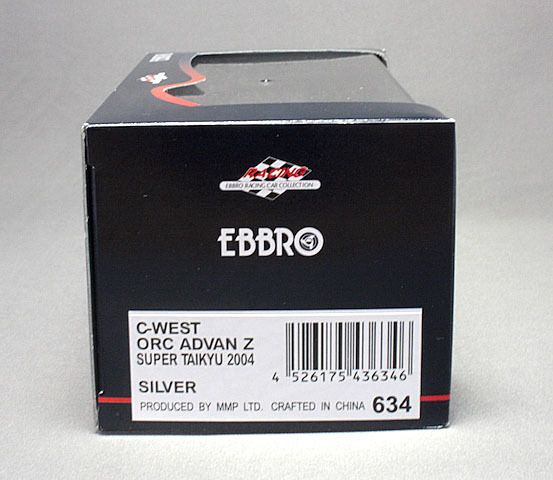 RACING
EBBRO RACING CAR COLLECTION
EBBRO
C-WEST
ORC ADVAN Z
SUPER TAIKYU 2004
SILVER
4 526175 436346
PRODUCED BY MMP LTD. CRAFTED IN CHINA 634